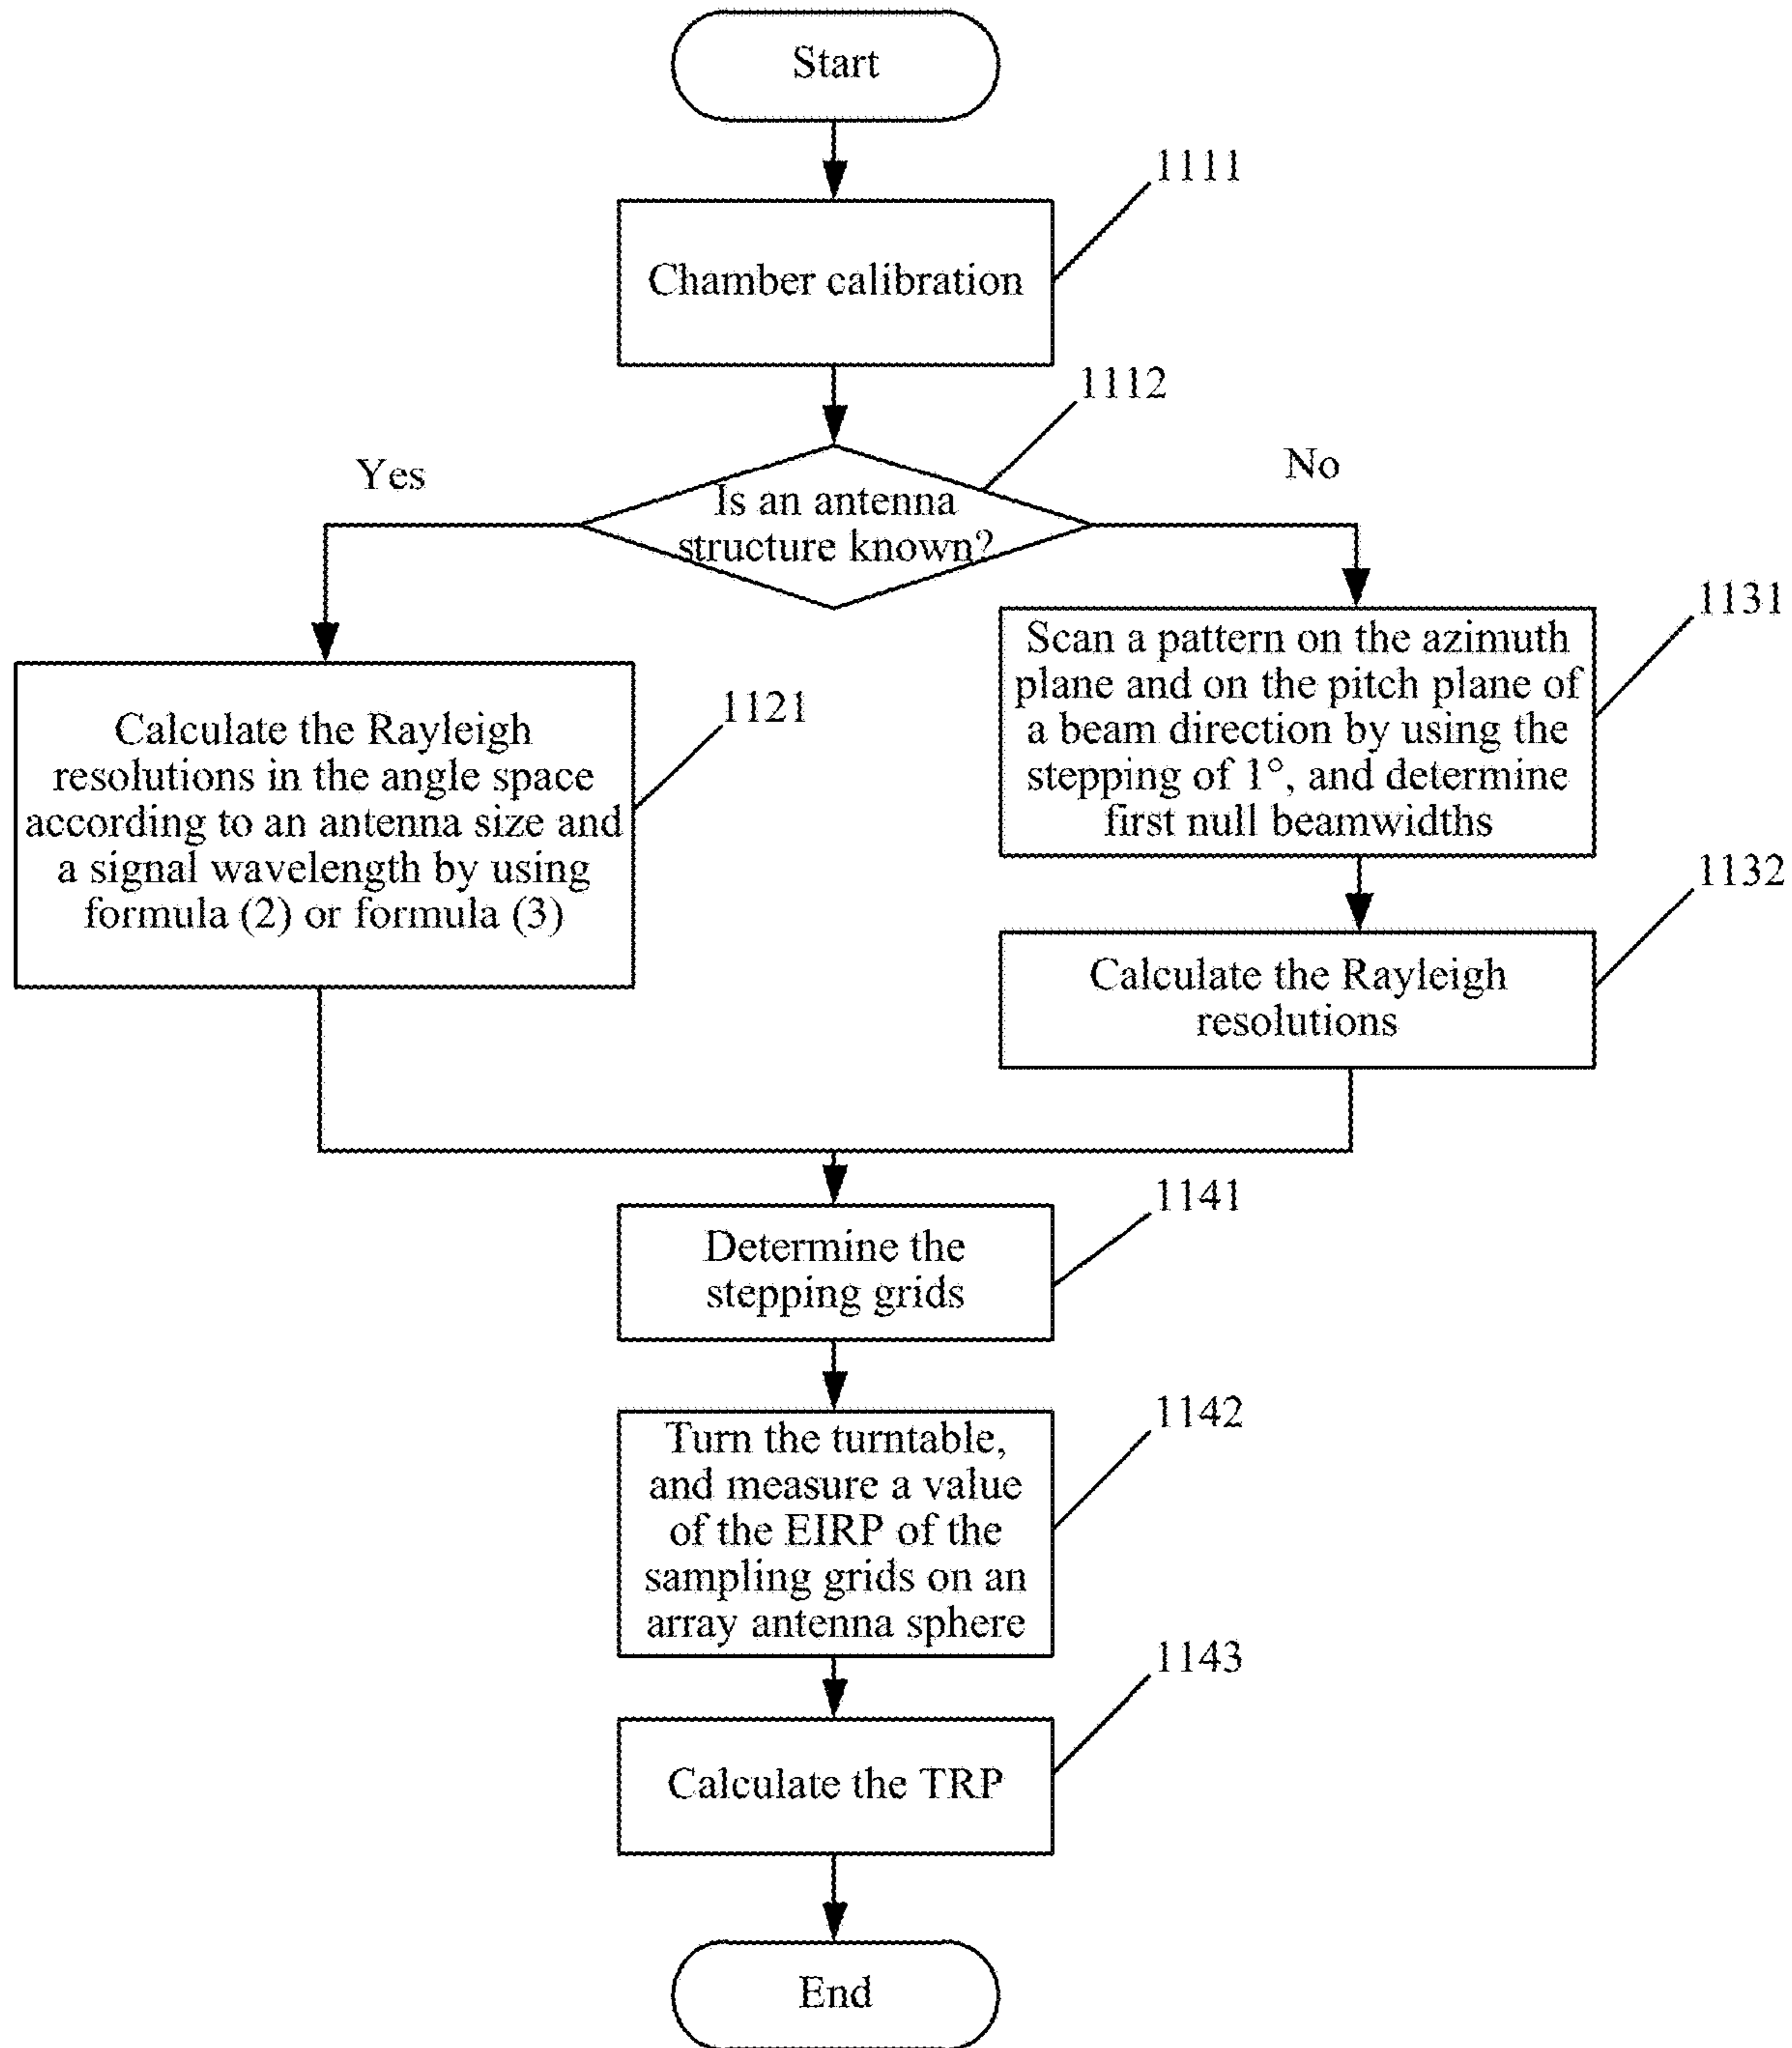 Start
1111
Chamber calibration
1112
Yes
No
Is an antenna
structure known?
1131
Scan a pattern on the azimuth
plane and on the pitch plane of
a beam direction by using the
stepping of 1°, and determine
first null beamwidths
1121
Calculate the Rayleigh
resolutions in the angle space
according to an antenna size and
a signal wavelength by using
formula (2) or formula (3)
1132
Calculate the Rayleigh
resolutions
1141
Determine the
stepping grids
1142
Turn the turntable,
and measure a value
of the EIRP of the
sampling grids on an
array antenna sphere
1143
Calculate the TRP
End